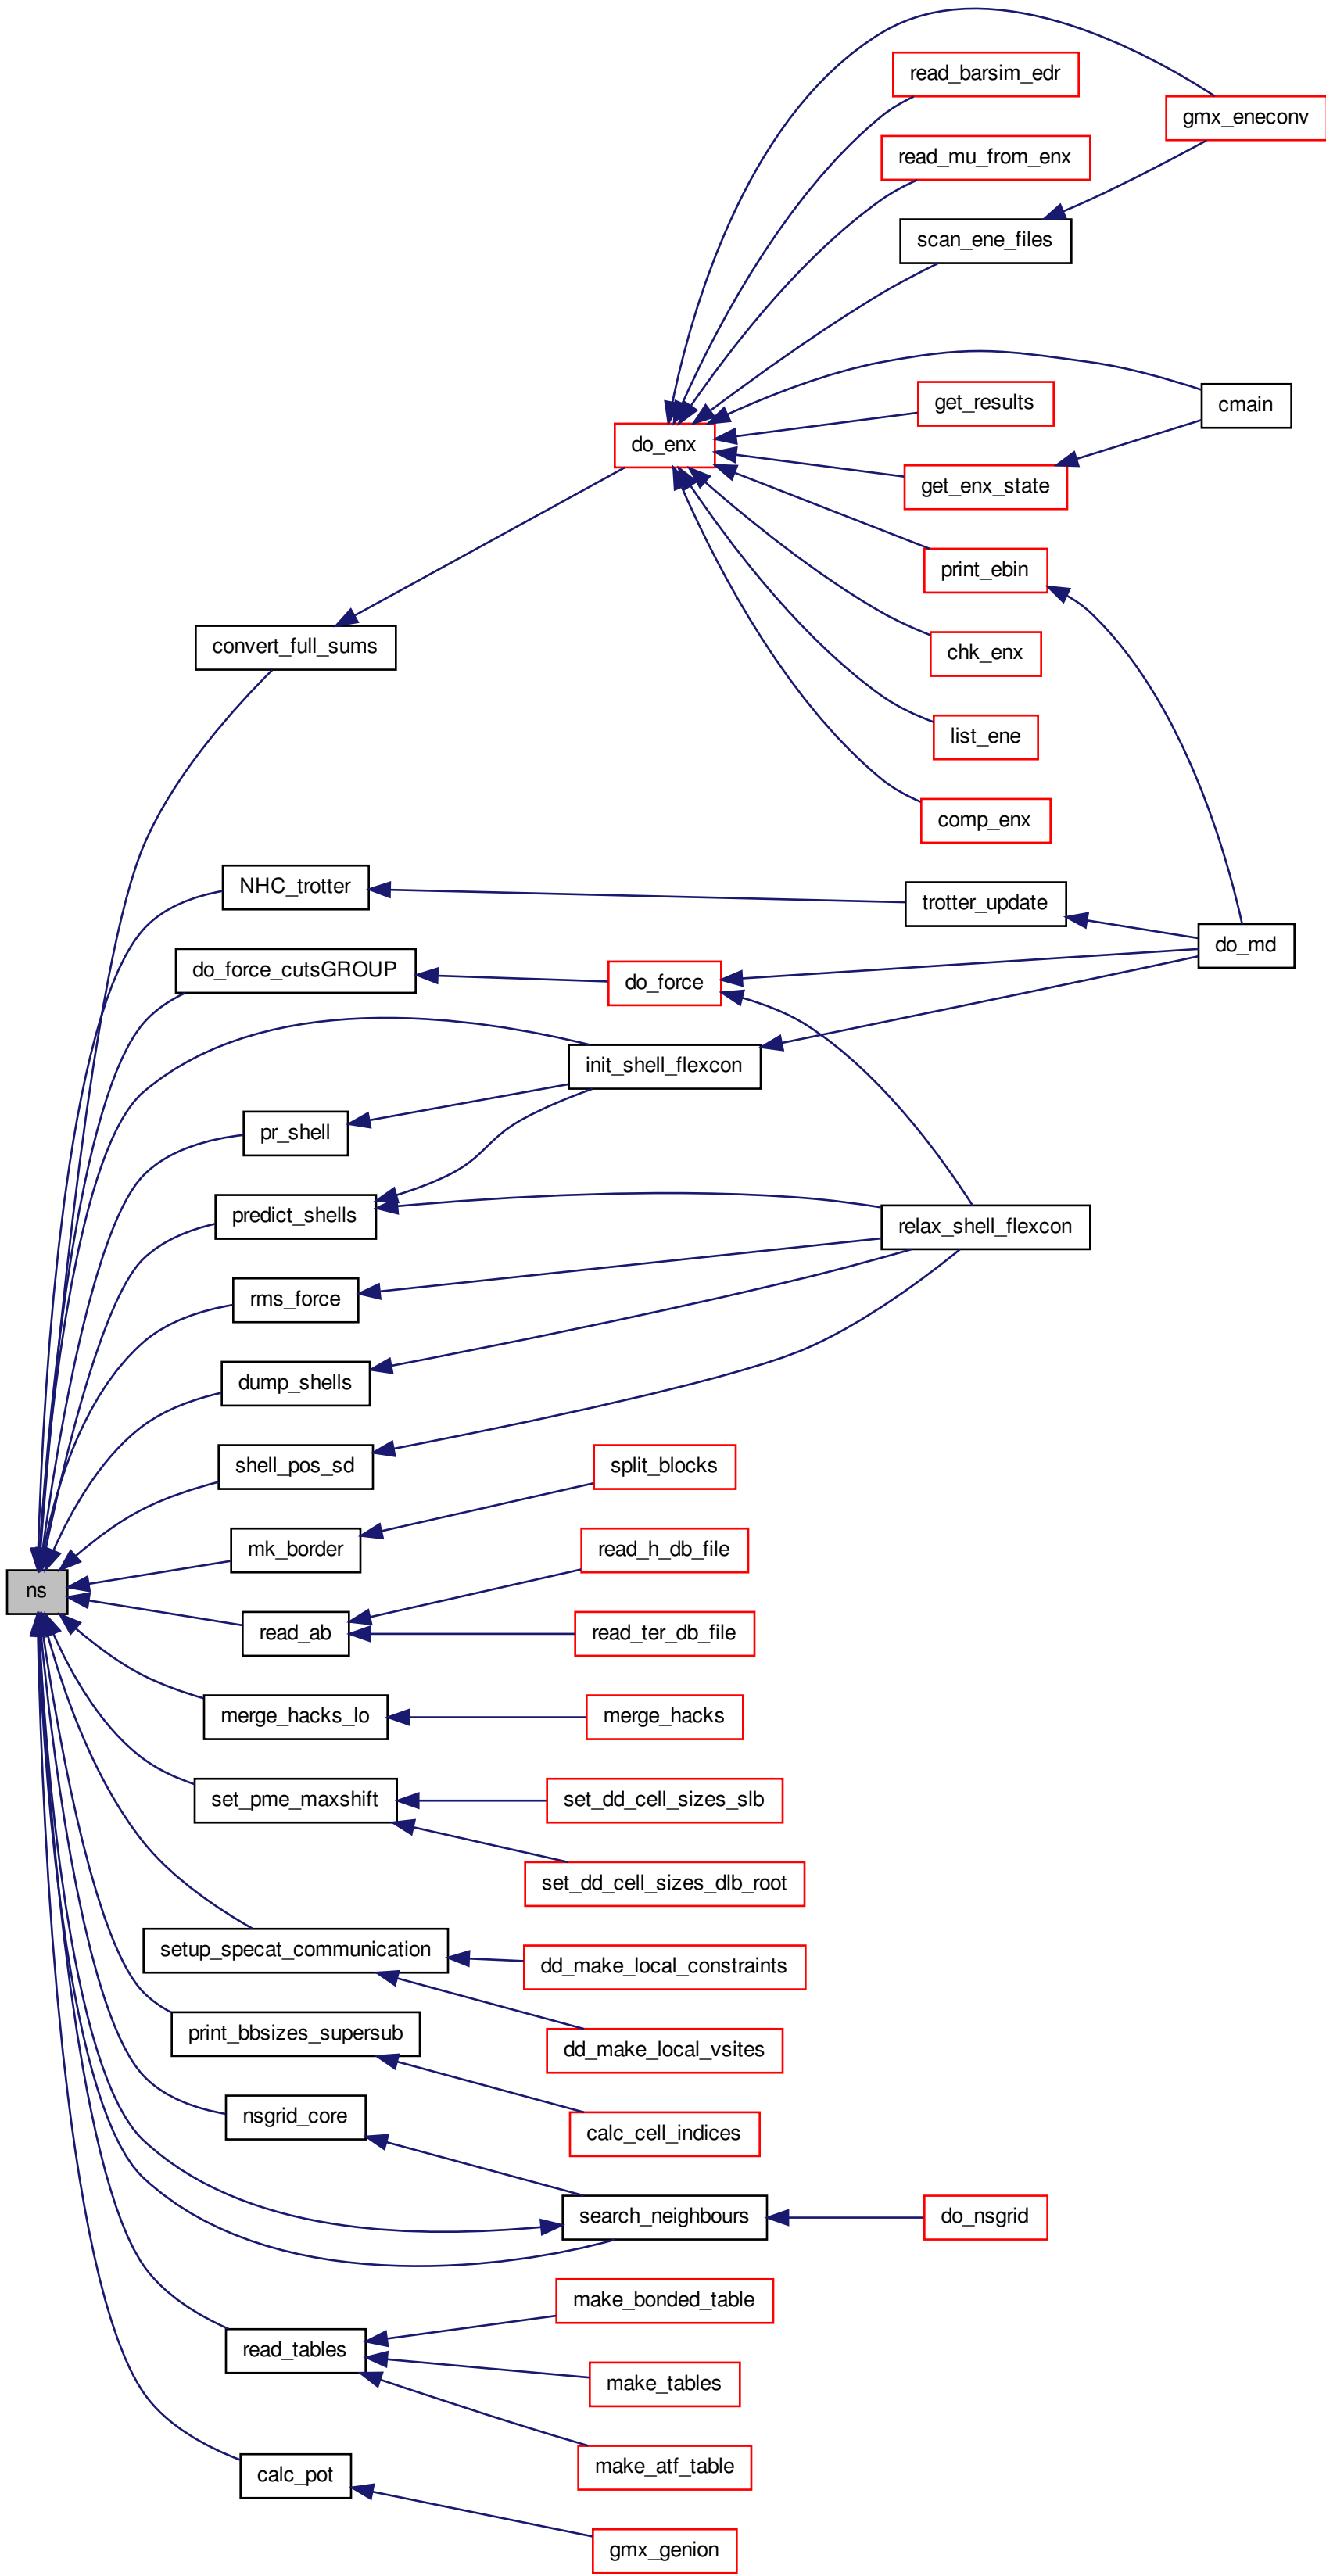 read_barsim_edr
gmx_eneconv
read_mu_from_enx
scan_ene_files
cmain
get_results
do_enx
get_enx_state
print_ebin
convert_full_sums
chk_enx
list_ene
comp_enx
NHC_trotter
trotter_update
do_md
do_force_cutsGROUP
do_force
init_shell_flexcon
pr_shell
predict_shells
relax_shell_flexcon
rms_force
dump_shells
shell_pos_sd
split_blocks
mk_border
read_h_db_file
ns
read_ab
read_ter_db_file
merge_hacks_lo
merge_hacks
set_pme_maxshift
set_dd_cell_sizes_slb
set_dd_cell_sizes_dlb_root
setup_specat_communication
dd_make_local_constraints
print_bbsizes_supersub
dd_make_local_vsites
nsgrid_core
calc_cell_indices
search_neighbours
do_nsgrid
make_bonded_table
read_tables
make_tables
make_atf_table
calc_pot
gmx_genion